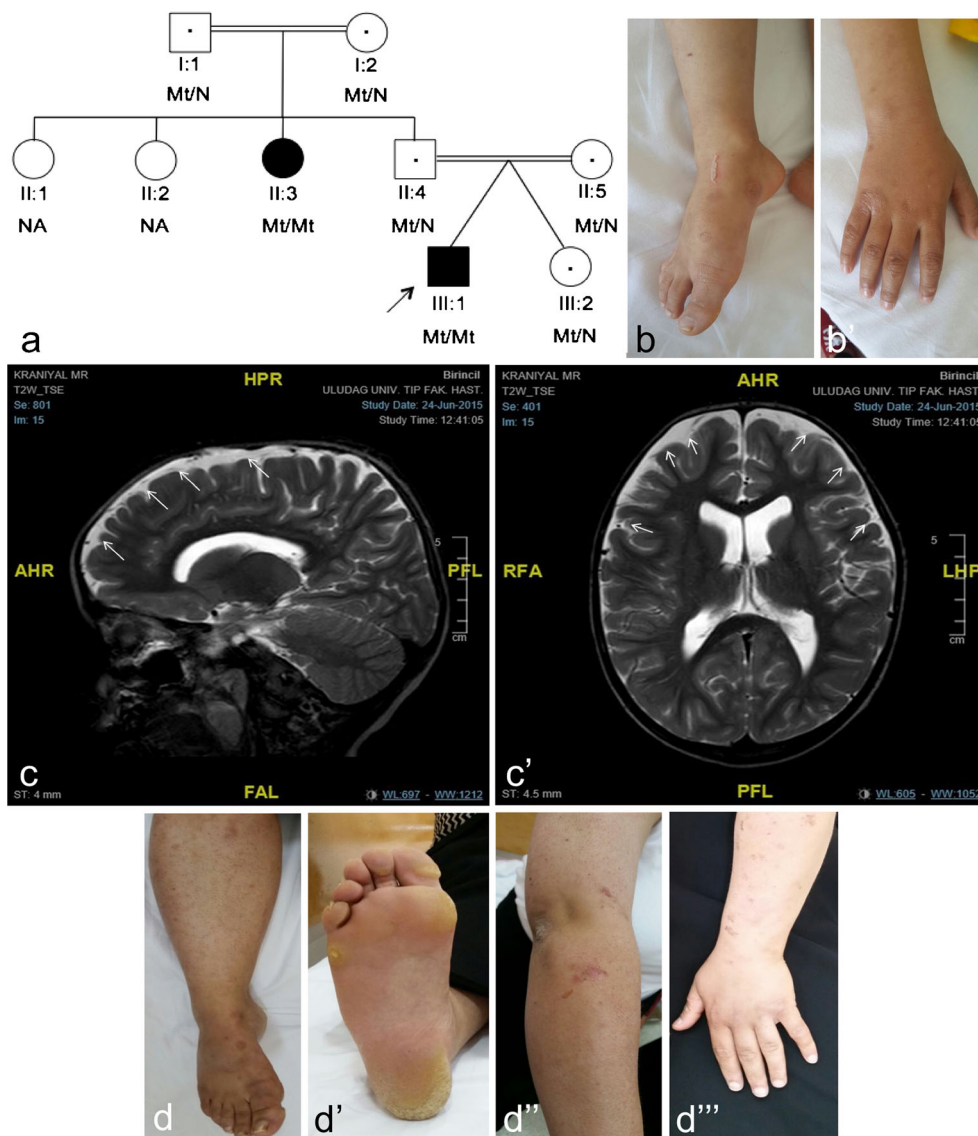 I:1
I:2
Mt/N
Mt/N
II:1
II:2
II:3
II:4
II:5
NA
NA
Mt/Mt
Mt/N
Mt/N
III:1
III:2
Mt/Mt
Mt/N
a
b
b'
KRANIYAL MR
T2W_TSE
Se: 801
Im: 15
HPR
Birincil
ULUDAG UNIV. TIP FAK. HAST.
Study Date: 24-Jun-2015
Study Time: 12:41:05
AHR
5
PFL
cm
c
ST: 4 mm
FAL
WL:697 - WW:1212
KRANIYAL MR
T2W_TSE
Se: 401
Im: 15
AHR
Birincil
ULUDAG UNIV. TIP FAK. HAST.
Study Date: 24-Jun-2015
Study Time: 12:41:05
RFA
5
LHP
cm
c'
ST: 4.5 mm
PFL
WL:605 - WW:1052
d
d'
d''
d'''